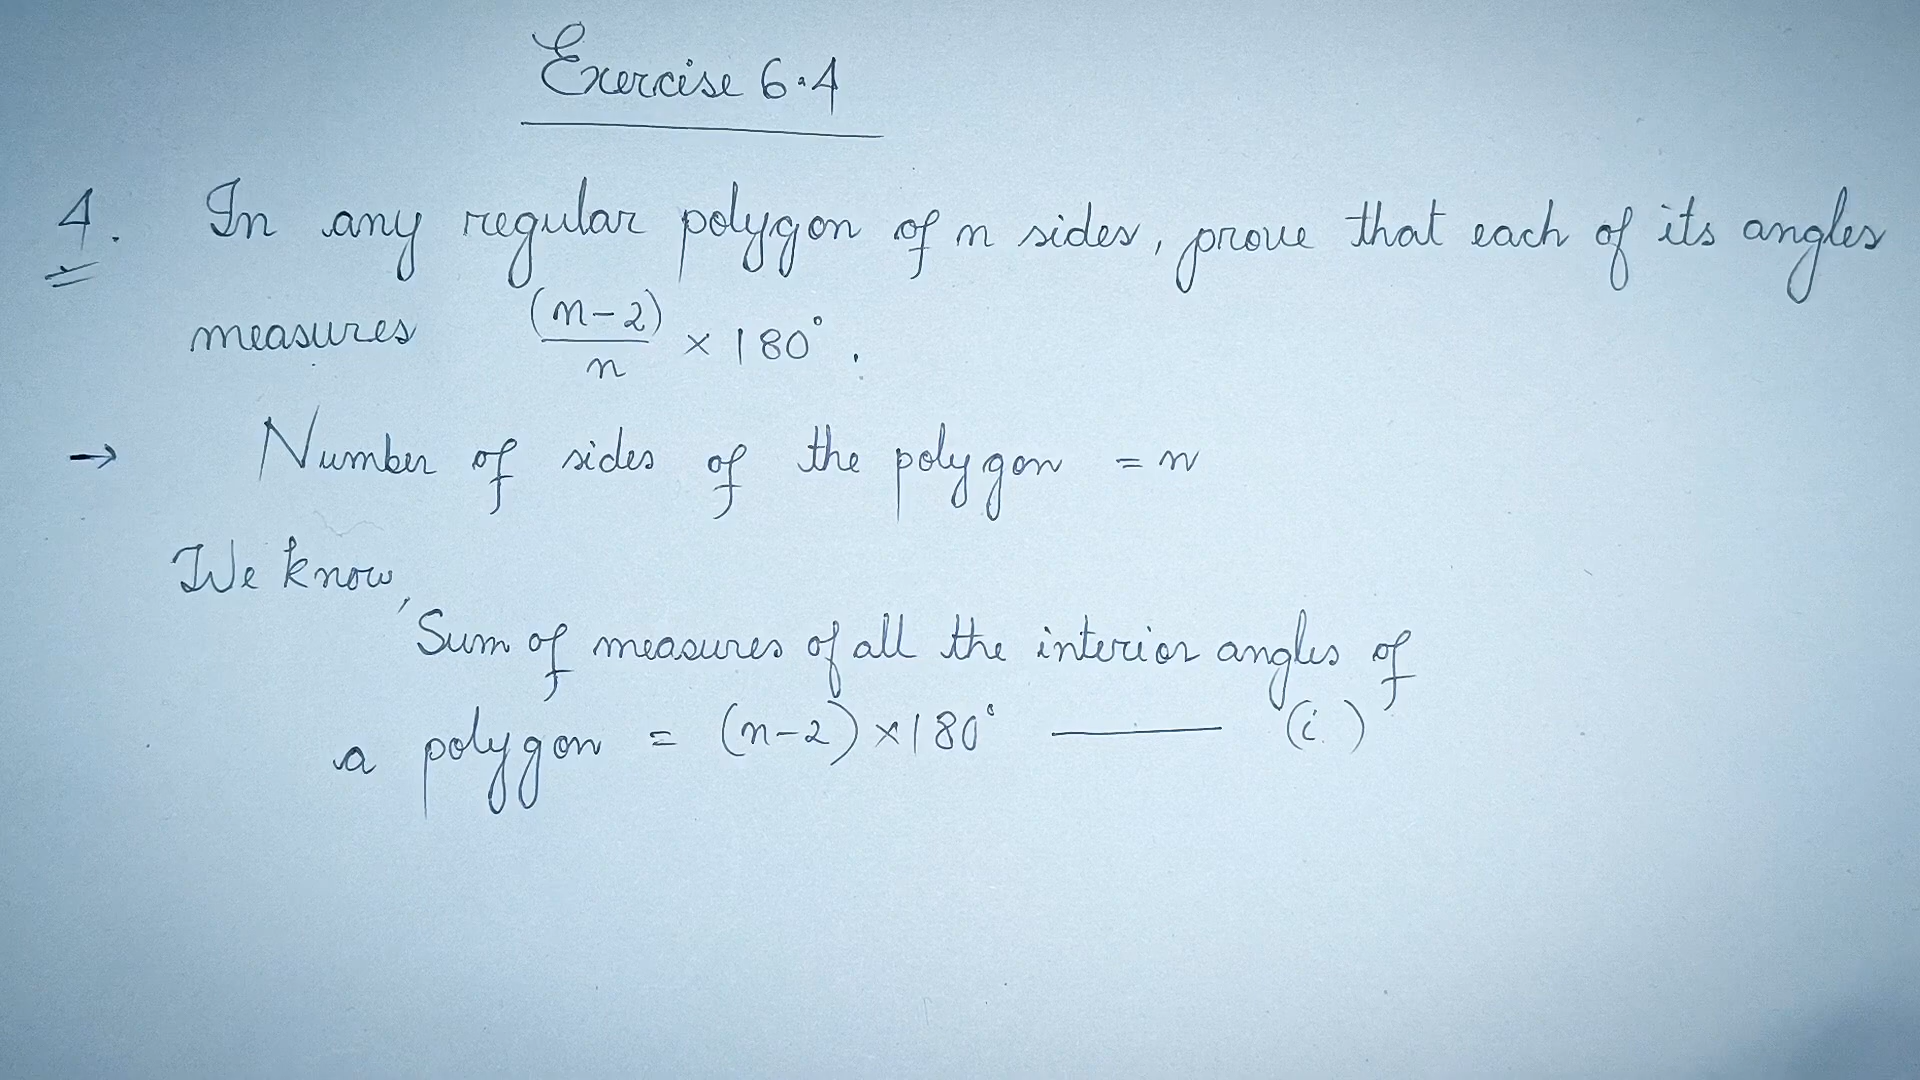 Exercise 6.4
4. In any regular polygon of n sides, prove that each of its angles
measures (n-2)/n × 180°.
→ Number of sides of the polygon = n
We know,
Sum of measures of all the interior angles of
a polygon = (n-2) × 180° —— (i)